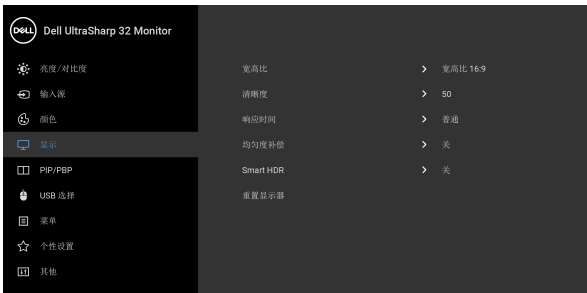 DELL Dell UltraSharp 32 Monitor
亮度/对比度 宽高比 宽高比 16:9
输入源 清晰度 50
颜色 响应时间 普通
显示 均匀度补偿 关
PIP/PBP Smart HDR 关
USB 选择 重置显示器
菜单
个性设置
其他